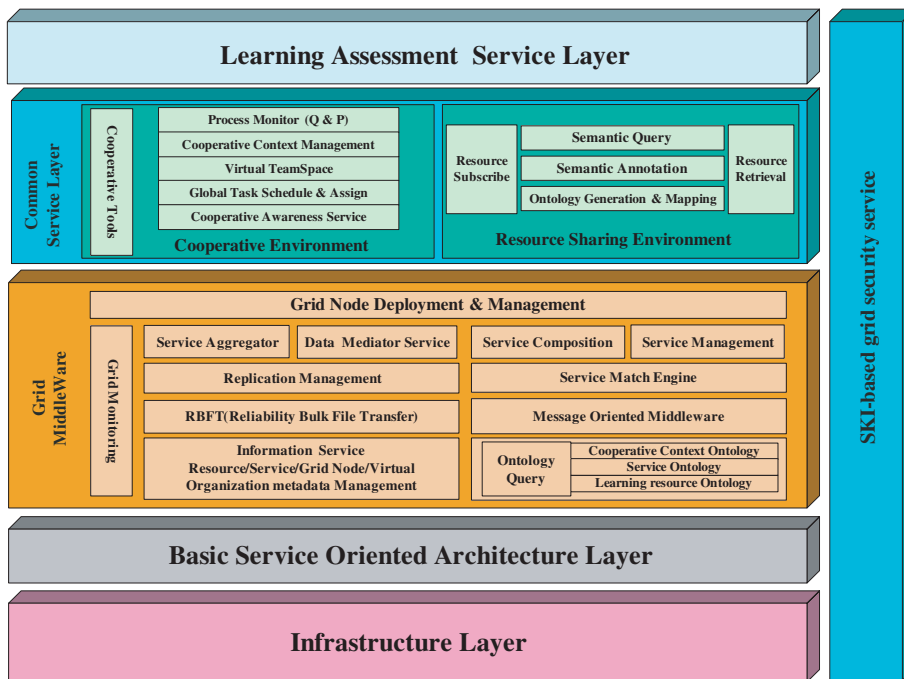 Learning Assessment Service Layer
Common
Service Layer
Cooperative Tools
Process Monitor (Q & P)
Cooperative Context Management
Virtual TeamSpace
Global Task Schedule & Assign
Cooperative Awareness Service
Cooperative Environment
Resource
Subscribe
Semantic Query
Semantic Annotation
Ontology Generation & Mapping
Resource
Retrieval
Resource Sharing Environment
Grid
MiddleWare
Grid Node Deployment & Management
Grid Monitoring
Service Aggregator
Data Mediator Service
Service Composition
Service Management
Replication Management
Service Match Engine
RBFT(Reliability Bulk File Transfer)
Message Oriented Middleware
Information Service
Resource/Service/Grid Node/Virtual
Organization metadata Management
Ontology
Query
Cooperative Context Ontology
Service Ontology
Learning resource Ontology
Basic Service Oriented Architecture Layer
Infrastructure Layer
SKI-based grid security service